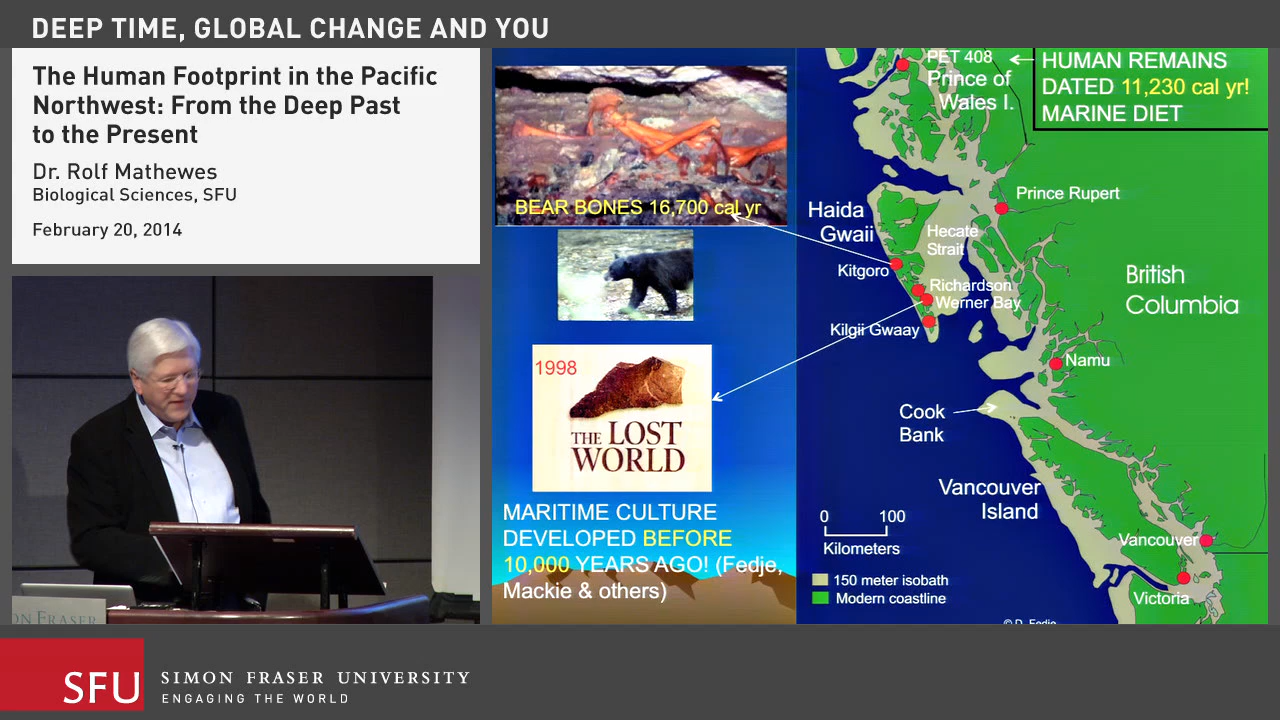 DEEP TIME, GLOBAL CHANGE AND YOU
The Human Footprint in the Pacific
Northwest: From the Deep Past
to the Present
Dr. Rolf Mathewes
Biological Sciences, SFU
February 20, 2014
BEAR BONES 16,700 cal yr
1998
THE LOST
WORLD
MARITIME CULTURE
DEVELOPED BEFORE
10,000 YEARS AGO! (Fedje,
Mackie & others)
PET 408
Prince of
Wales I.
HUMAN REMAINS
DATED 11,230 cal yr!
MARINE DIET
Prince Rupert
Haida
Gwaii
Hecate
Strait
Kitgoro
Richardson
Werner Bay
Kilgii Gwaay
British
Columbia
Namu
Cook
Bank
Vancouver
Island
0 100
Kilometers
Vancouver
150 meter isobath
Modern coastline
Victoria
© D. Fedje
ON FRASER
SFU
SIMON FRASER UNIVERSITY
ENGAGING THE WORLD